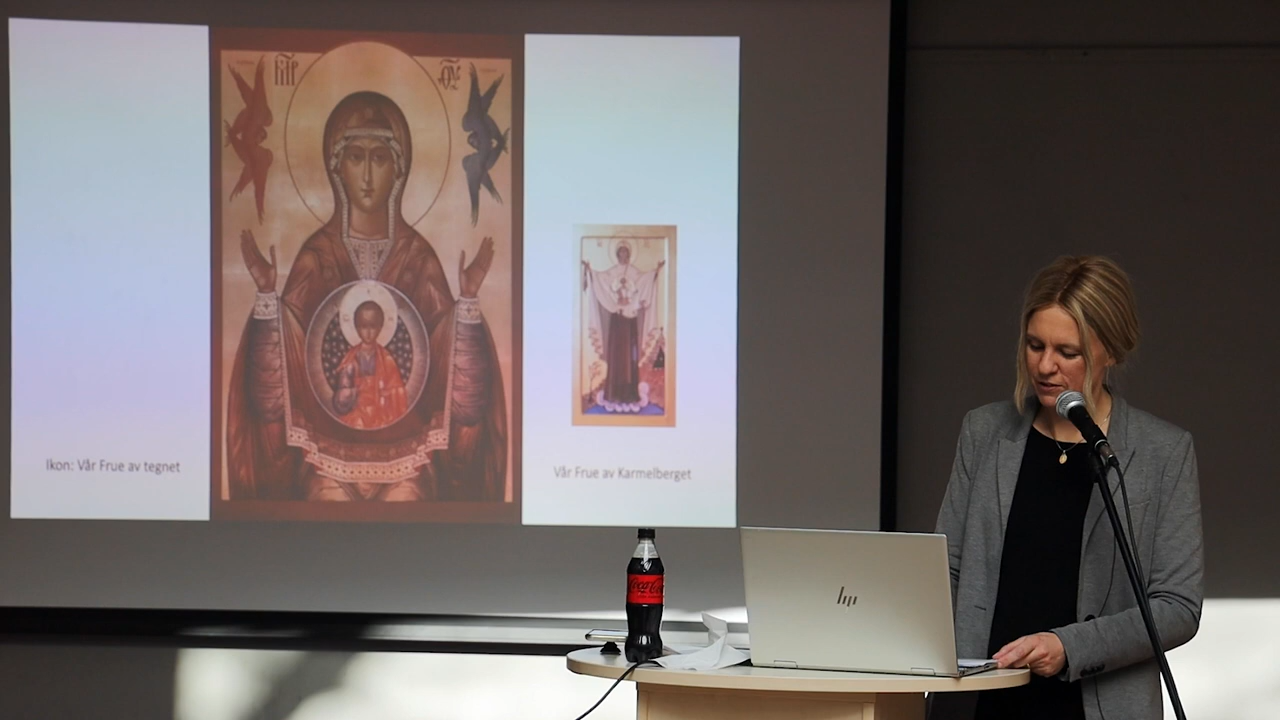 Ikon: Vår Frue av tegnet
Vår Frue av Karmelberget
Coca-Cola
hp